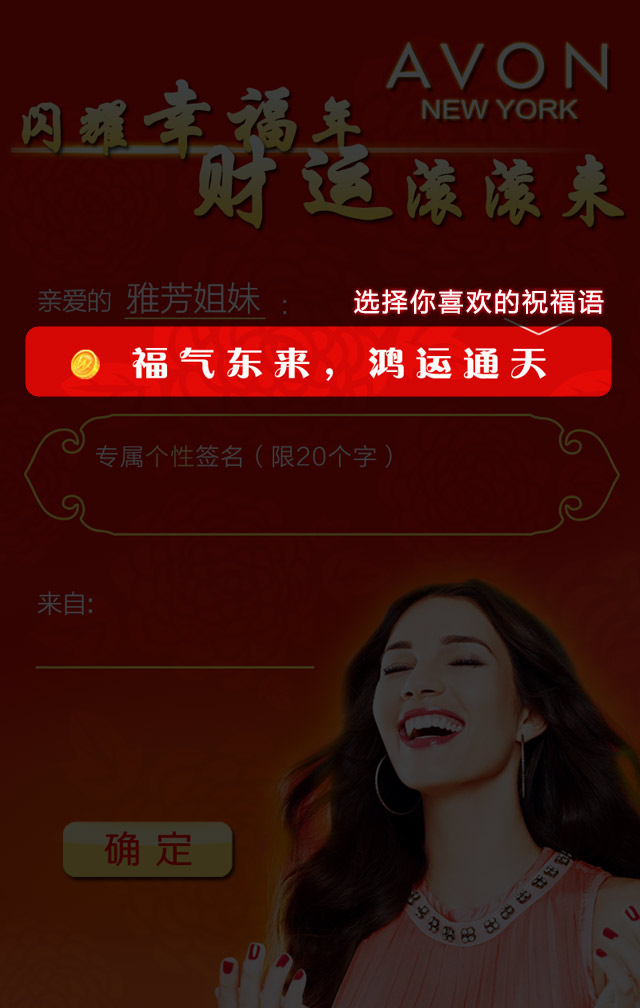 AVON
NEW YORK
闪耀幸福年
财运滚滚来
亲爱的 雅芳姐妹 :
选择你喜欢的祝福语
福气东来，鸿运通天
专属个性签名（限20个字）
来自:
确定